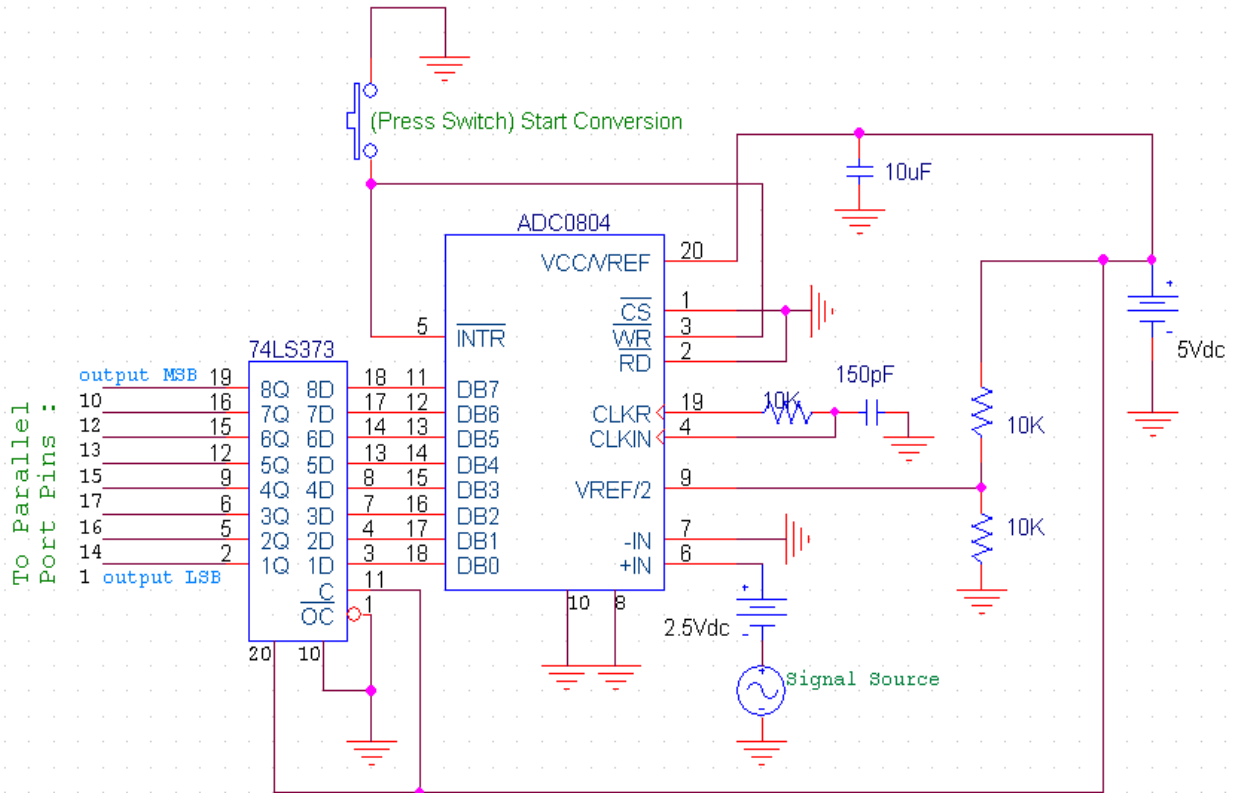 (Press Switch) Start Conversion
10uF
ADC0804
VCC/VREF 20
CS 1
5 INTR
WR 3
RD 2
5Vdc
74LS373
150pF
output MSB 19 8Q 8D 18 11 DB7
10K
CLKR 19
10 16 7Q 7D 17 12 DB6
10K
12 15 6Q 6D 14 13 DB5
CLKIN 4
13 12 5Q 5D 13 14 DB4
15 9 4Q 4D 8 15 DB3
VREF/2 9
17 6 3Q 3D 7 16 DB2
16 5 2Q 2D 4 17 DB1
-IN 7
10K
14 2 1Q 1D 3 18 DB0
+IN 6
1 output LSB
C 11
OC 1
10 8
2.5Vdc
+
-
20 10
Signal Source
To Parallel
Port Pins :